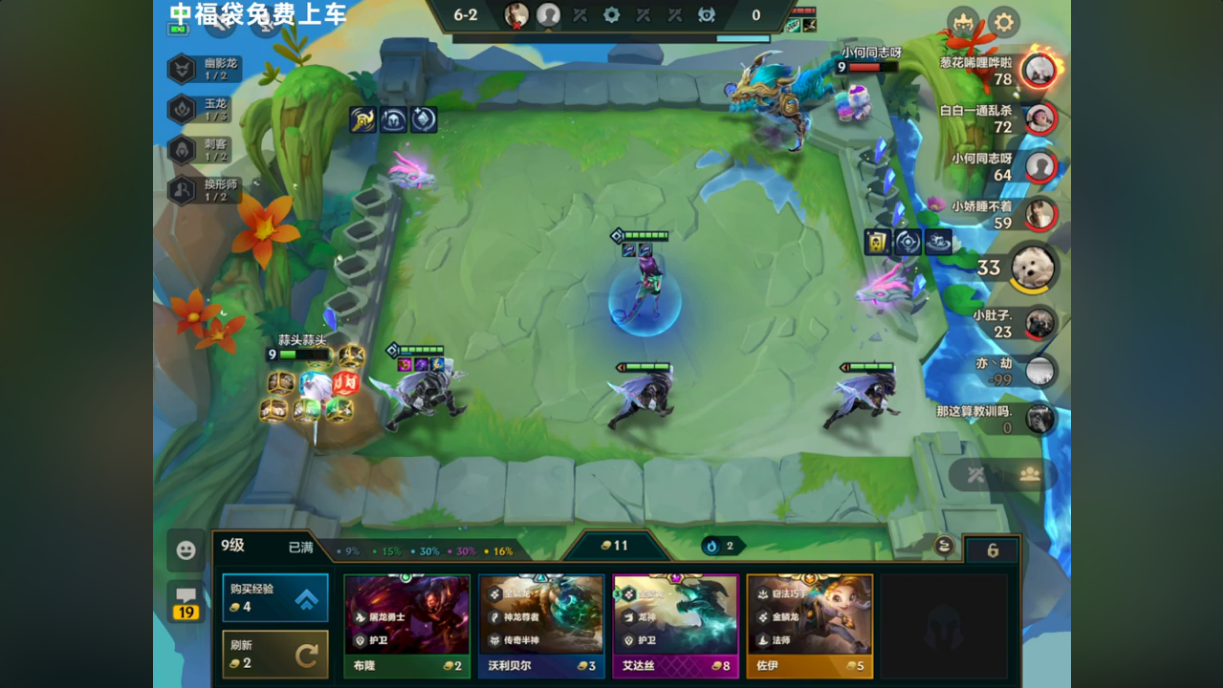 中福袋免费上车
6-2
0
幽影龙
1 / 2
玉龙
1 / 3
刺客
1 / 2
换形师
1 / 2
小何同志呀
9
葱花唏哩哗啦
78
白白一通乱杀
72
小何同志呀
64
小娇睡不着
59
33
小肚子.
23
亦丶劫
-99
那这算教训吗.
0
蒜头蒜头
9
9级
已满
9%
15%
30%
30%
16%
11
2
6
19
购买经验
4
刷新
2
屠龙勇士
护卫
布隆
2
金鳞龙
神龙尊者
传奇半神
沃利贝尔
3
龙神
护卫
艾达丝
8
窃法巧手
金鳞龙
法师
佐伊
5